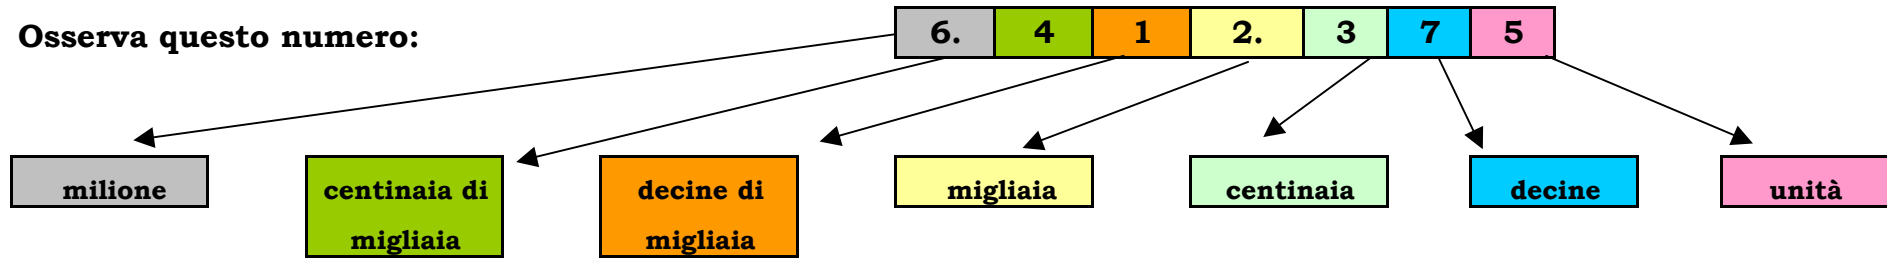 Osserva questo numero: 6. 4 1 2. 3 7 5
milione centinaia di decine di migliaia centinaia decine unità
migliaia migliaia